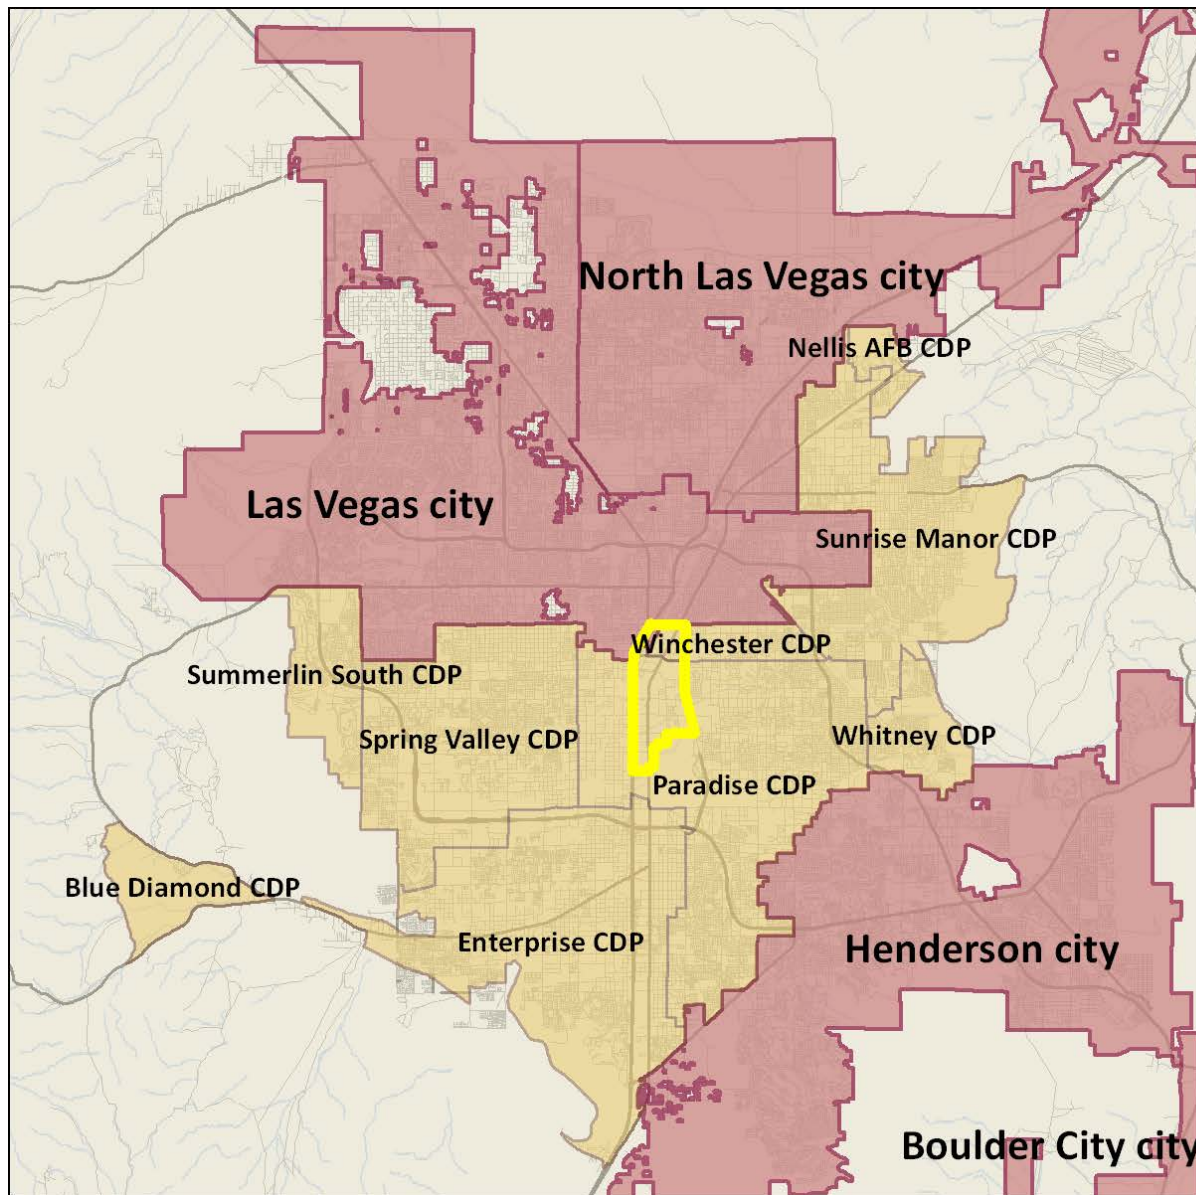 North Las Vegas city
Nellis AFB CDP
Las Vegas city
Sunrise Manor CDP
Winchester CDP
Summerlin South CDP
Spring Valley CDP
Whitney CDP
Paradise CDP
Blue Diamond CDP
Enterprise CDP
Henderson city
Boulder City city